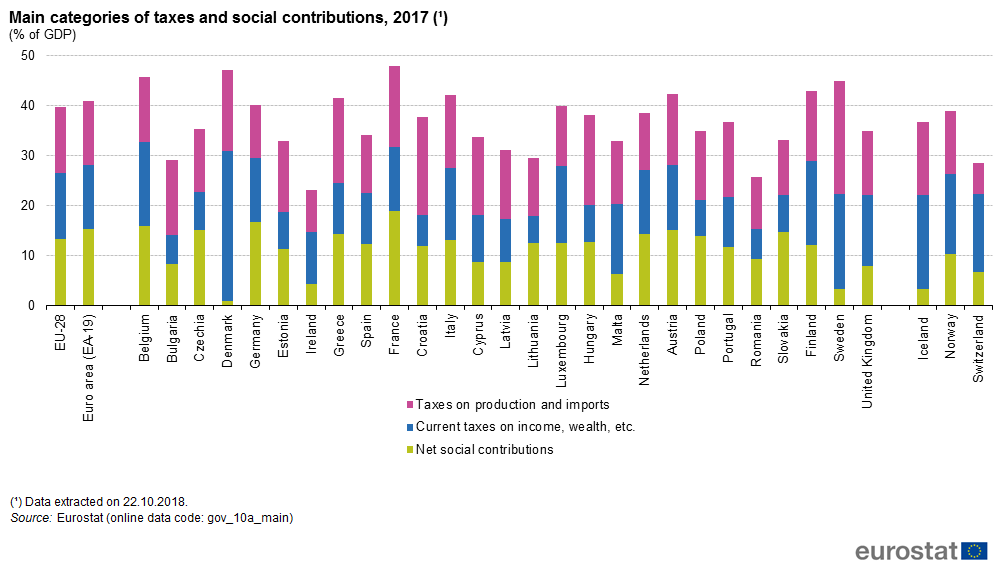 Main categories of taxes and social contributions, 2017 (¹)
(% of GDP)
50
40
30
20
10
0
EU-28
Euro area (EA-19)
Belgium
Bulgaria
Czechia
Denmark
Germany
Estonia
Ireland
Greece
Spain
France
Croatia
Italy
Cyprus
Latvia
Lithuania
Luxembourg
Hungary
Malta
Netherlands
Austria
Poland
Portugal
Romania
Slovakia
Finland
Sweden
United Kingdom
Iceland
Norway
Switzerland
Taxes on production and imports
Current taxes on income, wealth, etc.
Net social contributions
(¹) Data extracted on 22.10.2018.
Source: Eurostat (online data code: gov_10a_main)
eurostat